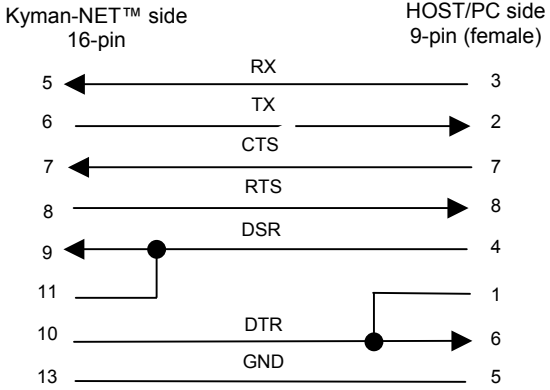 Kyman-NET™ side HOST/PC side
16-pin 9-pin (female)
RX
5 3
TX
6 2
CTS
7 7
RTS
8 8
DSR
9 4
11 1
DTR
10 6
GND
13 5